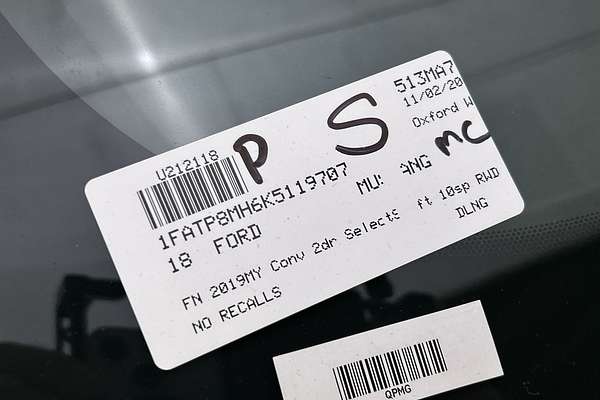 U212118 P S 513MA7
11/02/20
1FATP8MH6K5119707 Oxford W
18 FORD MUS ANG MC
FN 2019MY Conv 2dr SelectS ft 10sp RWD
NO RECALLS DLNG
QPMG